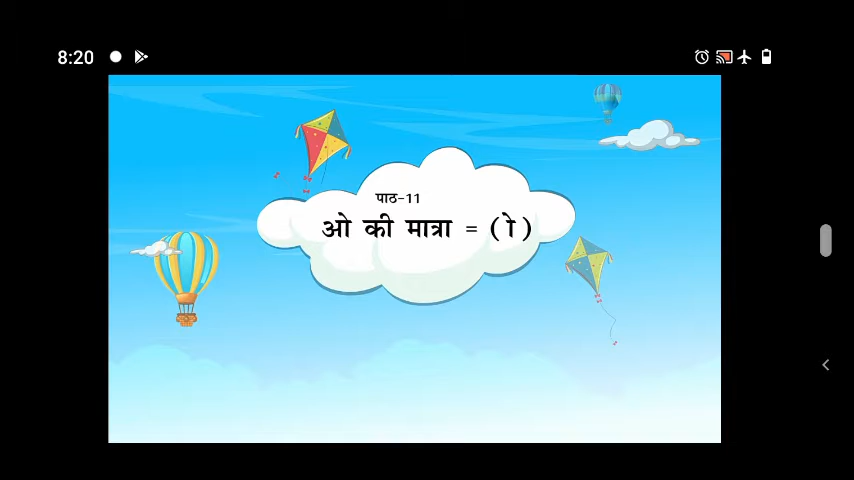 8:20
पाठ-11
ओ की मात्रा = (ो)